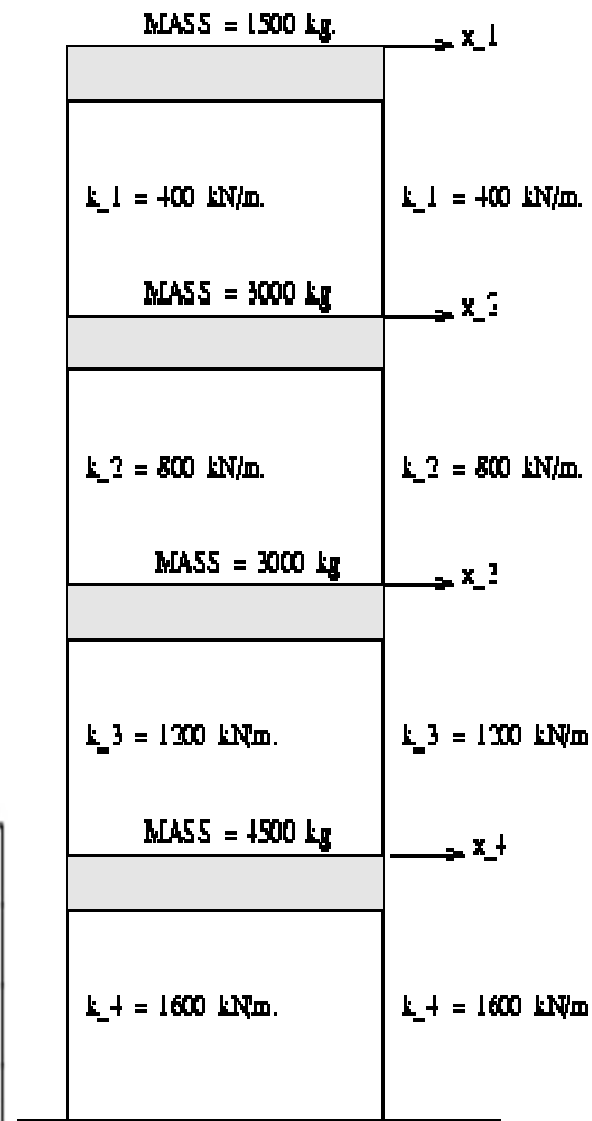 MASS = 1500 kg.
x_1
k_1 = 400 kN/m. k_1 = 400 kN/m.
MASS = 3000 kg
x_2
k_2 = 800 kN/m. k_2 = 800 kN/m.
MASS = 3000 kg
x_3
k_3 = 1200 kN/m. k_3 = 1200 kN/m
MASS = 4500 kg
x_4
k_4 = 1600 kN/m. k_4 = 1600 kN/m